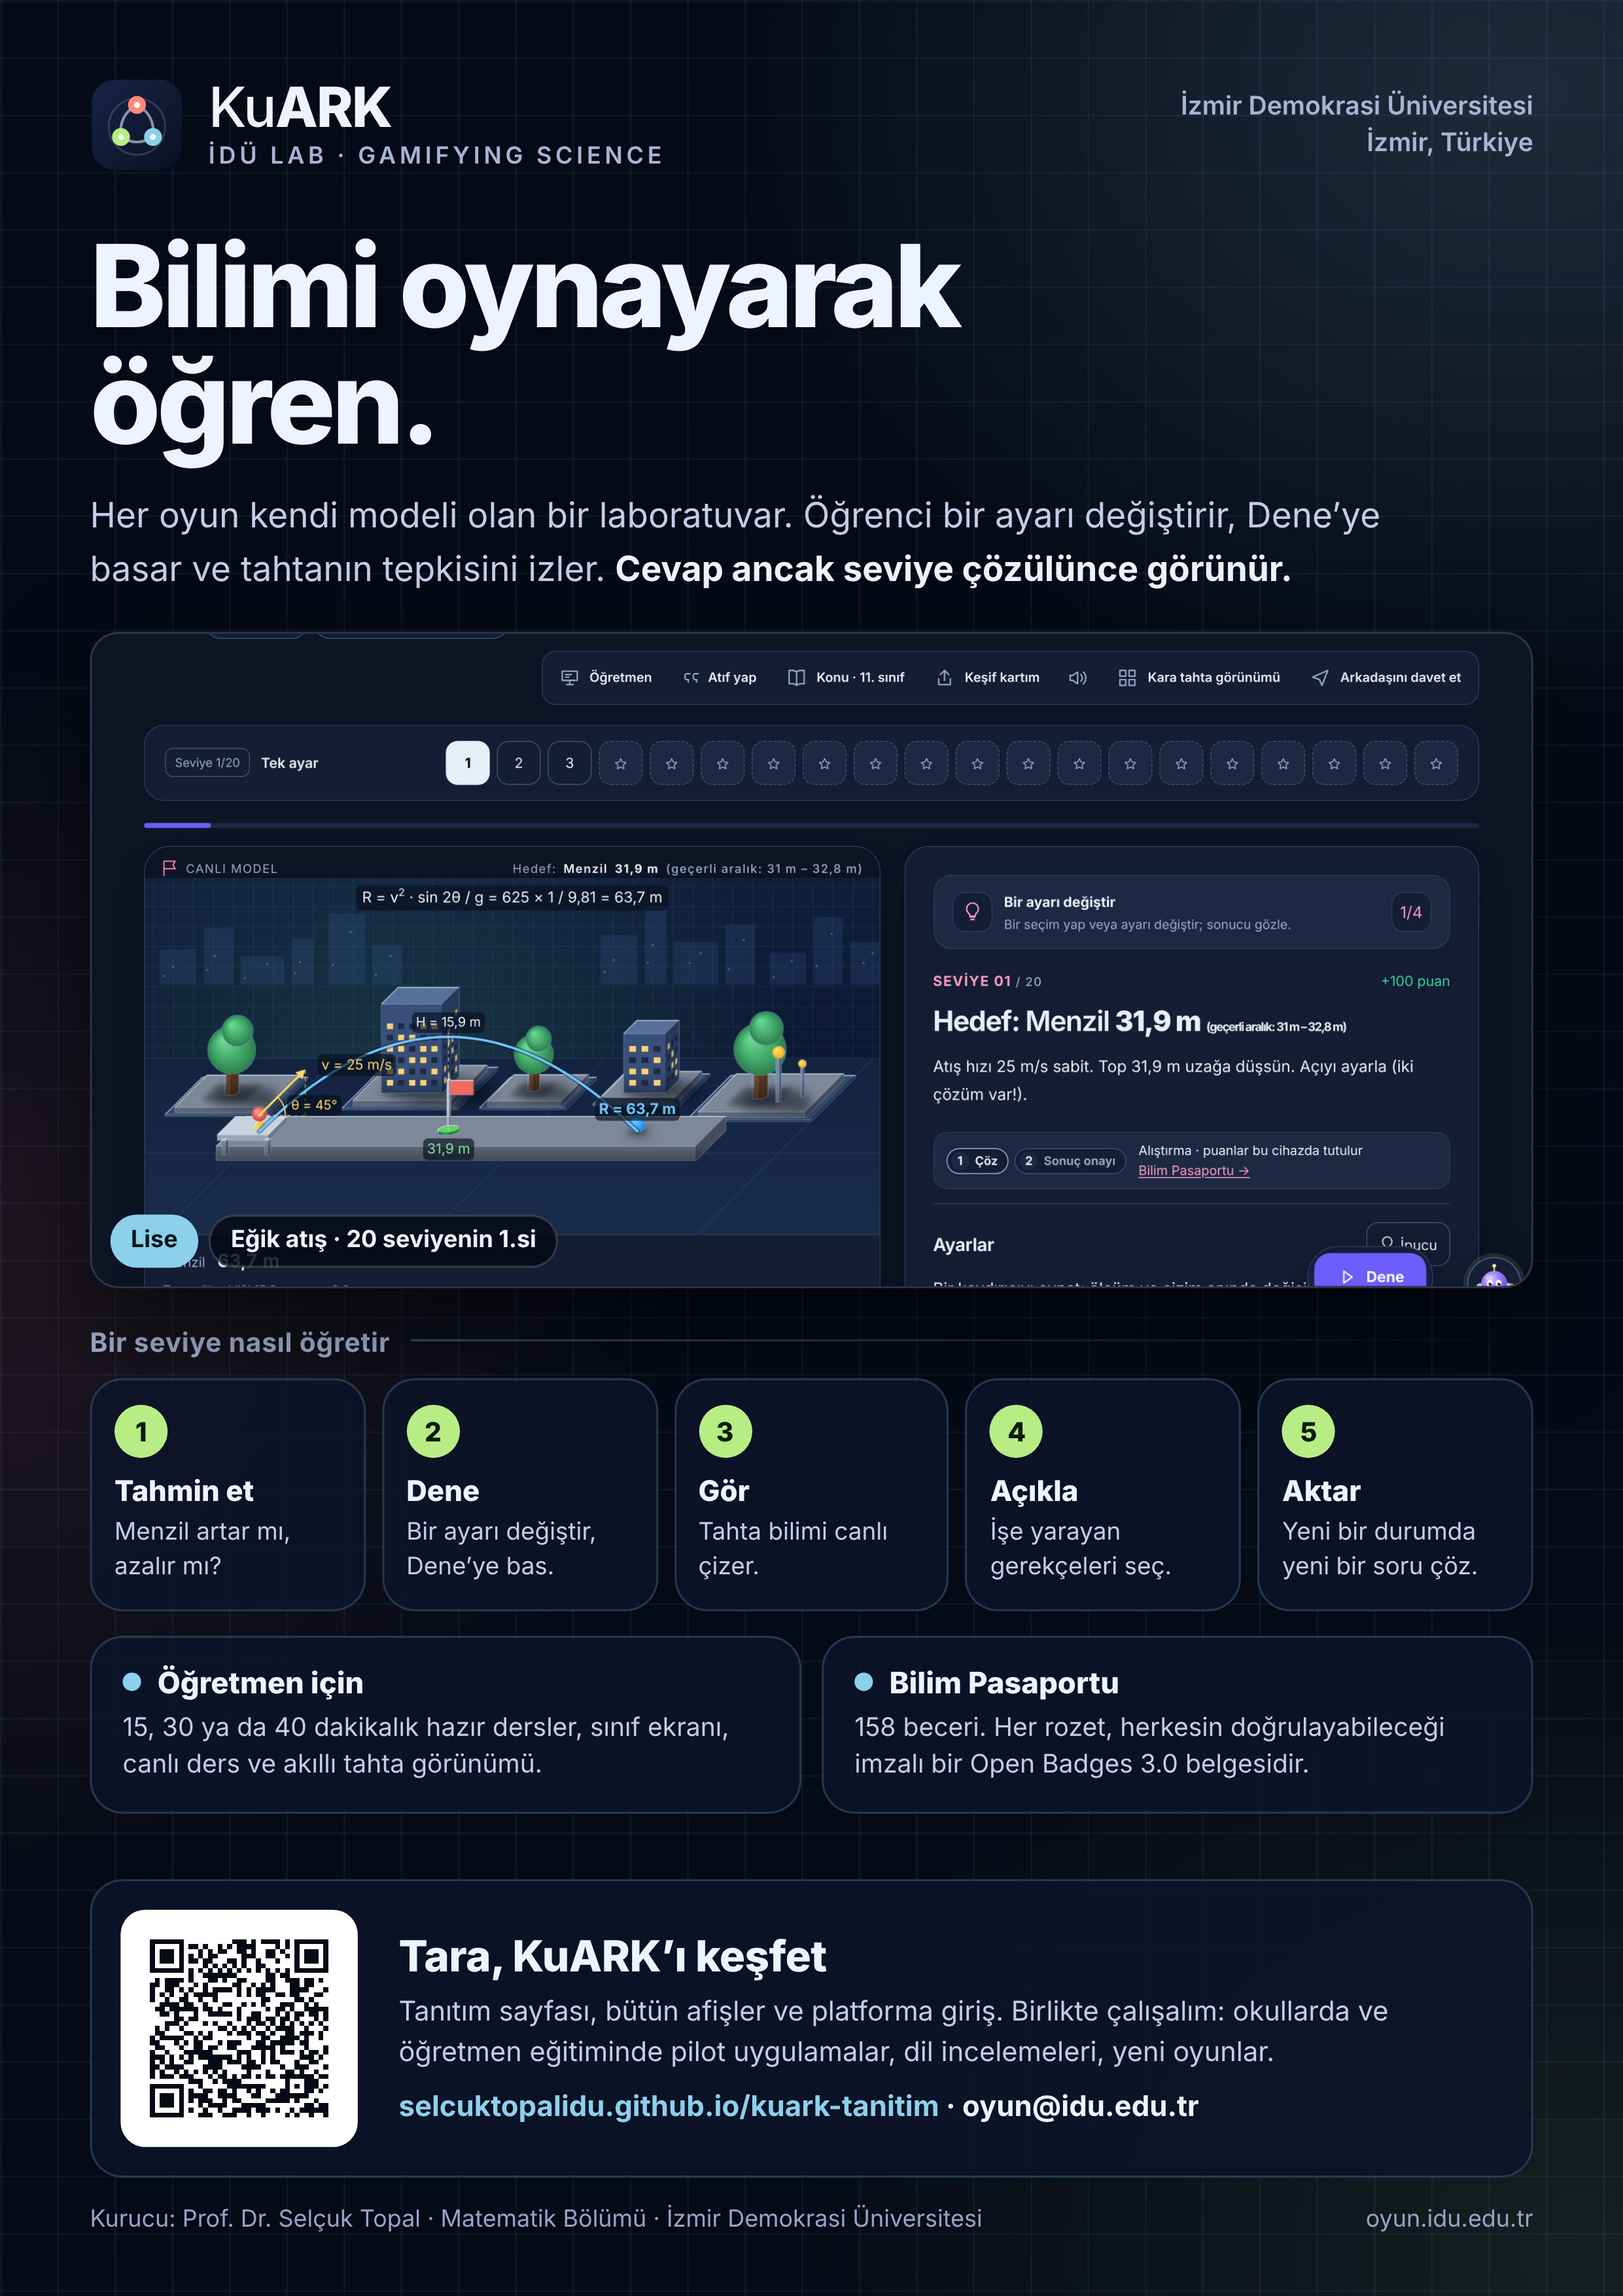 KuARK
İDÜ LAB · GAMIFYING SCIENCE
İzmir Demokrasi Üniversitesi
İzmir, Türkiye
Bilimi oynayarak
öğren.
Her oyun kendi modeli olan bir laboratuvar. Öğrenci bir ayarı değiştirir, Dene’ye
basar ve tahtanın tepkisini izler. Cevap ancak seviye çözülünce görünür.
Öğretmen Atıf yap Konu · 11. sınıf Keşif kartım Kara tahta görünümü Arkadaşını davet et
Seviye 1/20 Tek ayar 1 2 3
CANLI MODEL Hedef: Menzil 31,9 m (geçerli aralık: 31 m – 32,8 m)
R = v² · sin 2θ / g = 625 × 1 / 9,81 = 63,7 m
H = 15,9 m
v = 25 m/s
θ = 45°
R = 63,7 m
31,9 m
Lise Eğik atış · 20 seviyenin 1.si
63,7 m
Bir ayarı değiştir
Bir seçim yap veya ayarı değiştir; sonucu gözle.
1/4
SEVİYE 01 / 20 +100 puan
Hedef: Menzil 31,9 m (geçerli aralık: 31 m – 32,8 m)
Atış hızı 25 m/s sabit. Top 31,9 m uzağa düşsün. Açıyı ayarla (iki
çözüm var!).
1 Çöz 2 Sonuç onayı Alıştırma · puanlar bu cihazda tutulur
Bilim Pasaportu →
Ayarlar İpucu
Dene
Bir seviye nasıl öğretir
1
Tahmin et
Menzil artar mı,
azalır mı?
2
Dene
Bir ayarı değiştir,
Dene’ye bas.
3
Gör
Tahta bilimi canlı
çizer.
4
Açıkla
İşe yarayan
gerekçeleri seç.
5
Aktar
Yeni bir durumda
yeni bir soru çöz.
Öğretmen için
15, 30 ya da 40 dakikalık hazır dersler, sınıf ekranı,
canlı ders ve akıllı tahta görünümü.
Bilim Pasaportu
158 beceri. Her rozet, herkesin doğrulayabileceği
imzalı bir Open Badges 3.0 belgesidir.
Tara, KuARK’ı keşfet
Tanıtım sayfası, bütün afişler ve platforma giriş. Birlikte çalışalım: okullarda ve
öğretmen eğitiminde pilot uygulamalar, dil incelemeleri, yeni oyunlar.
selcuktopalidu.github.io/kuark-tanitim · oyun@idu.edu.tr
Kurucu: Prof. Dr. Selçuk Topal · Matematik Bölümü · İzmir Demokrasi Üniversitesi
oyun.idu.edu.tr